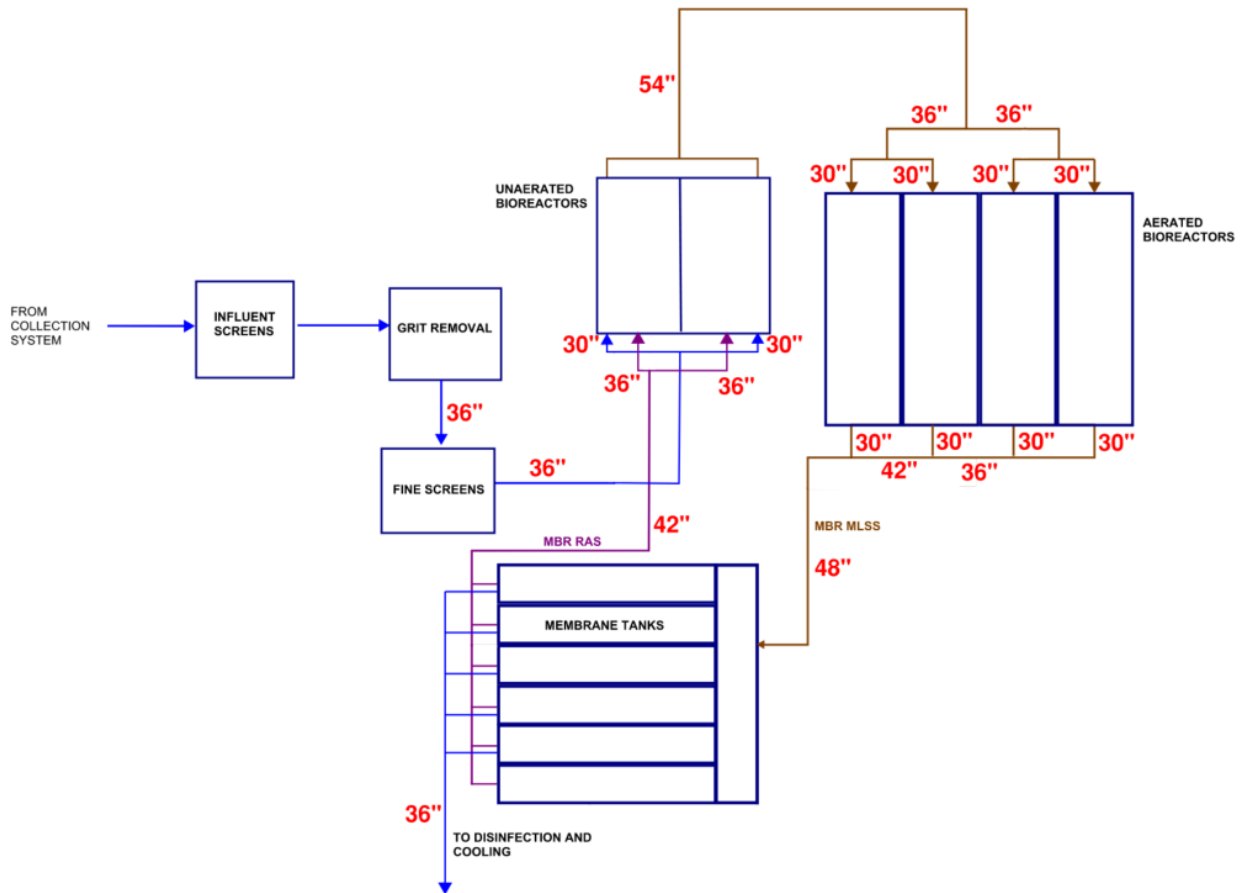 54"
36" 36"
30" 30" 30" 30"
UNAERATED
BIOREACTORS
AERATED
BIOREACTORS
FROM
COLLECTION
SYSTEM
INFLUENT
SCREENS
GRIT REMOVAL
30" 30"
36" 36"
36"
FINE SCREENS
36"
30" 30" 30" 30"
42" 36"
42"
MBR RAS
MBR MLSS
48"
MEMBRANE TANKS
36"
TO DISINFECTION AND
COOLING